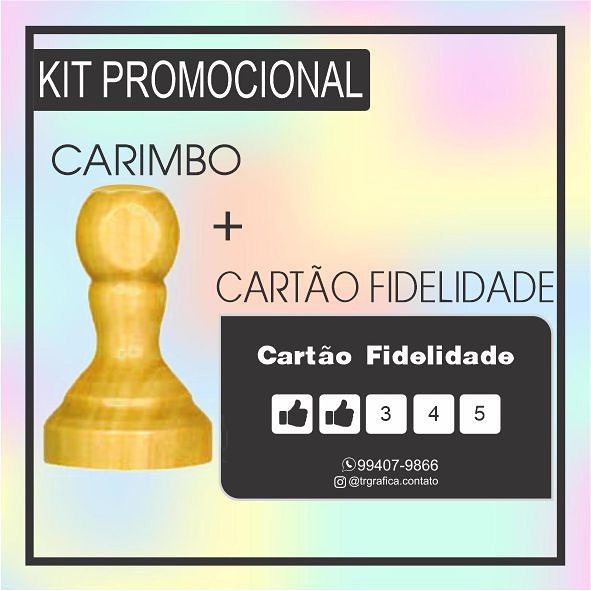 KIT PROMOCIONAL
CARIMBO
+
CARTÃO FIDELIDADE
Cartão Fidelidade
3 4 5
99407-9866
@trgrafica.contato